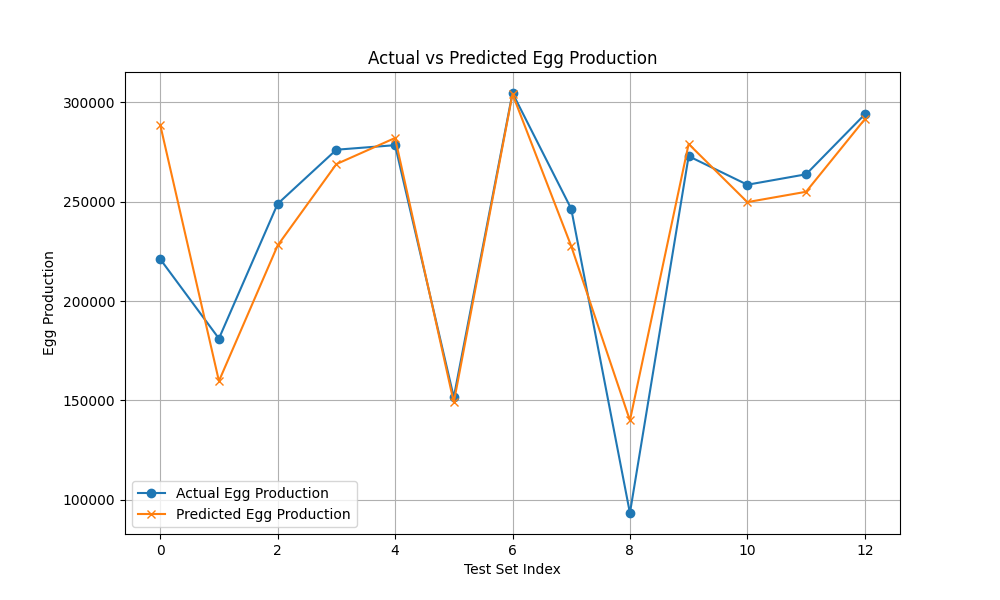 Actual vs Predicted Egg Production
300000
250000
200000
150000
100000
Egg Production
Actual Egg Production
Predicted Egg Production
0 2 4 6 8 10 12
Test Set Index